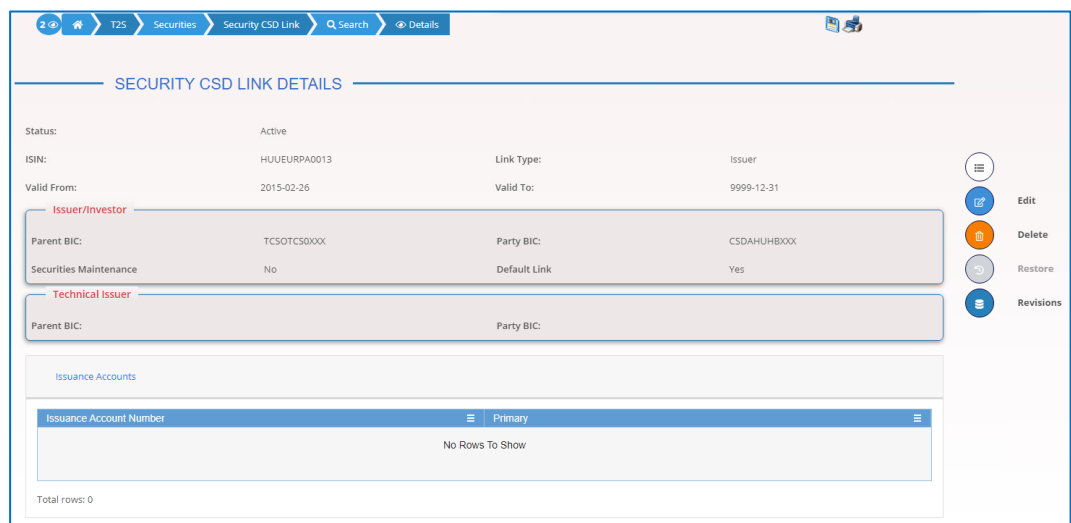 2 T2S Securities Security CSD Link Search Details
SECURITY CSD LINK DETAILS
Status: Active
ISIN: HUUEURPA0013 Link Type: Issuer
Valid From: 2015-02-26 Valid To: 9999-12-31
Edit
Issuer/Investor
Parent BIC: TCSOTCS0XXX Party BIC: CSDAHUHBXXX
Delete
Securities Maintenance No Default Link Yes
Restore
Technical Issuer
Revisions
Parent BIC: Party BIC:
Issuance Accounts
Issuance Account Number Primary
No Rows To Show
Total rows: 0